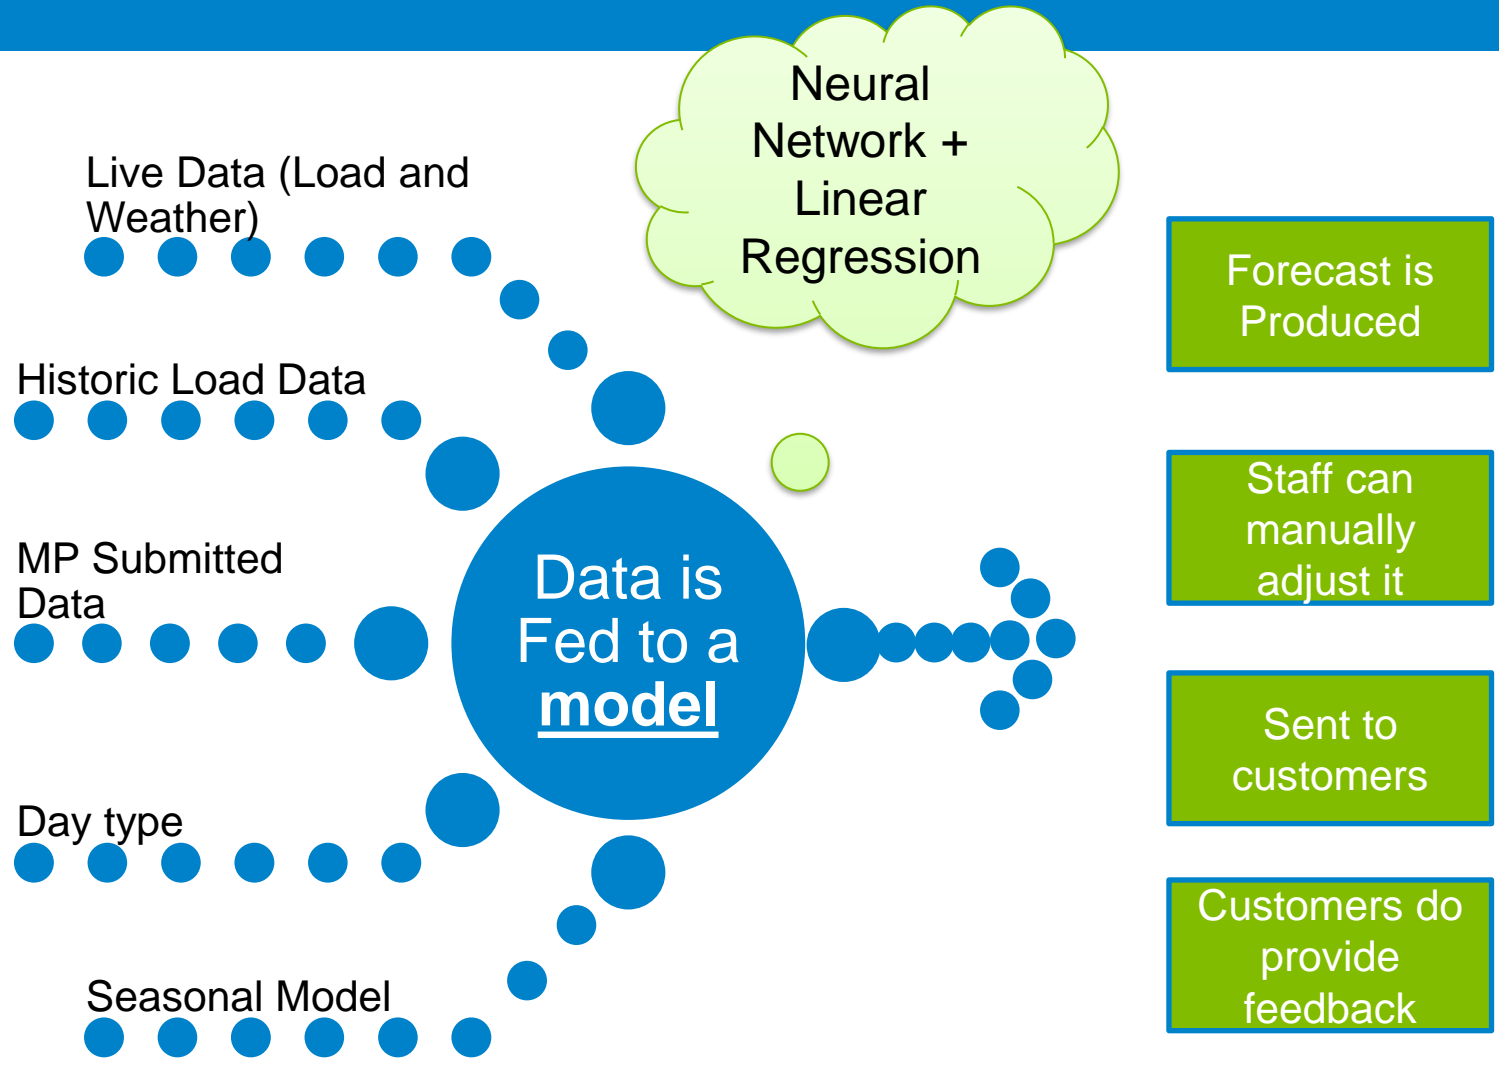 Neural
Network +
Linear
Regression
Live Data (Load and
Weather)
Historic Load Data
MP Submitted
Data
Day type
Seasonal Model
Data is
Fed to a
model
Forecast is
Produced
Staff can
manually
adjust it
Sent to
customers
Customers do
provide
feedback